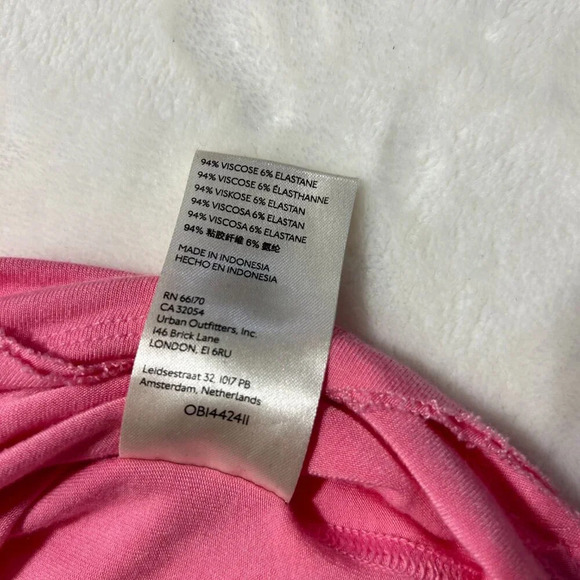 94% VISCOSE 6% ELASTANE
94% VISCOSE 6% ÉLASTHANNE
94% VISKOSE 6% ELASTAN
94% VISCOSA 6% ELASTAN
94% VISCOSA 6% ELASTANE
94% 粘胶纤维 6% 氨纶
MADE IN INDONESIA
HECHO EN INDONESIA
RN 66170
CA 32054
Urban Outfitters, Inc.
146 Brick Lane
LONDON, E1 6RU
Leidsestraat 32, 1017 PB
Amsterdam, Netherlands
OB1442411